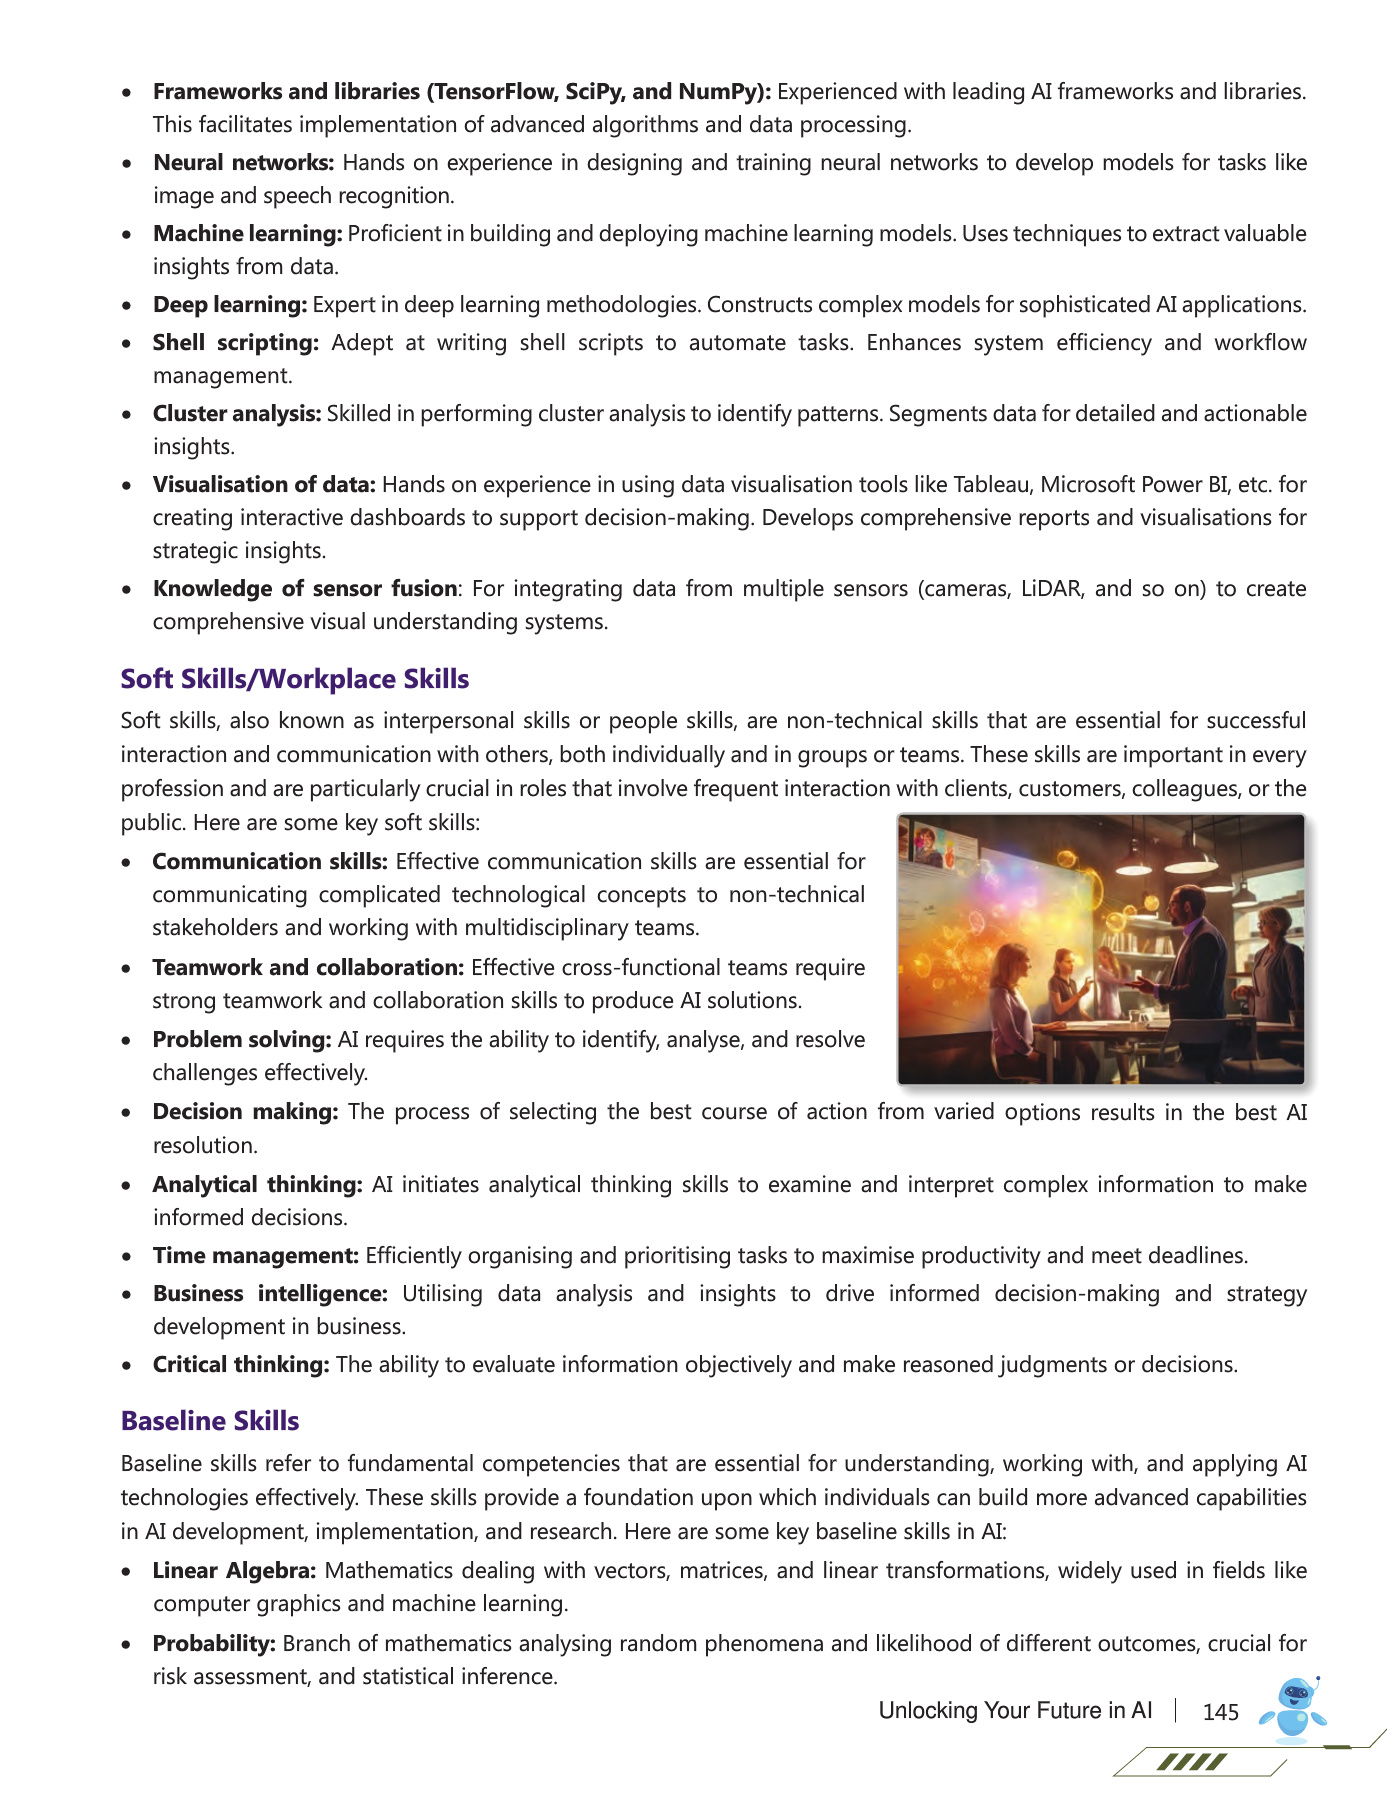 • Frameworks and libraries (TensorFlow, SciPy, and NumPy): Experienced with leading AI frameworks and libraries.
This facilitates implementation of advanced algorithms and data processing.
• Neural networks: Hands on experience in designing and training neural networks to develop models for tasks like
image and speech recognition.
• Machine learning: Proficient in building and deploying machine learning models. Uses techniques to extract valuable
insights from data.
• Deep learning: Expert in deep learning methodologies. Constructs complex models for sophisticated AI applications.
• Shell scripting: Adept at writing shell scripts to automate tasks. Enhances system efficiency and workflow
management.
• Cluster analysis: Skilled in performing cluster analysis to identify patterns. Segments data for detailed and actionable
insights.
• Visualisation of data: Hands on experience in using data visualisation tools like Tableau, Microsoft Power BI, etc. for
creating interactive dashboards to support decision-making. Develops comprehensive reports and visualisations for
strategic insights.
• Knowledge of sensor fusion: For integrating data from multiple sensors (cameras, LiDAR, and so on) to create
comprehensive visual understanding systems.
Soft Skills/Workplace Skills
Soft skills, also known as interpersonal skills or people skills, are non-technical skills that are essential for successful
interaction and communication with others, both individually and in groups or teams. These skills are important in every
profession and are particularly crucial in roles that involve frequent interaction with clients, customers, colleagues, or the
public. Here are some key soft skills:
• Communication skills: Effective communication skills are essential for
communicating complicated technological concepts to non-technical
stakeholders and working with multidisciplinary teams.
• Teamwork and collaboration: Effective cross-functional teams require
strong teamwork and collaboration skills to produce AI solutions.
• Problem solving: AI requires the ability to identify, analyse, and resolve
challenges effectively.
• Decision making: The process of selecting the best course of action from varied options results in the best AI
resolution.
• Analytical thinking: AI initiates analytical thinking skills to examine and interpret complex information to make
informed decisions.
• Time management: Efficiently organising and prioritising tasks to maximise productivity and meet deadlines.
• Business intelligence: Utilising data analysis and insights to drive informed decision-making and strategy
development in business.
• Critical thinking: The ability to evaluate information objectively and make reasoned judgments or decisions.
Baseline Skills
Baseline skills refer to fundamental competencies that are essential for understanding, working with, and applying AI
technologies effectively. These skills provide a foundation upon which individuals can build more advanced capabilities
in AI development, implementation, and research. Here are some key baseline skills in AI:
• Linear Algebra: Mathematics dealing with vectors, matrices, and linear transformations, widely used in fields like
computer graphics and machine learning.
• Probability: Branch of mathematics analysing random phenomena and likelihood of different outcomes, crucial for
risk assessment, and statistical inference.
Unlocking Your Future in AI | 145